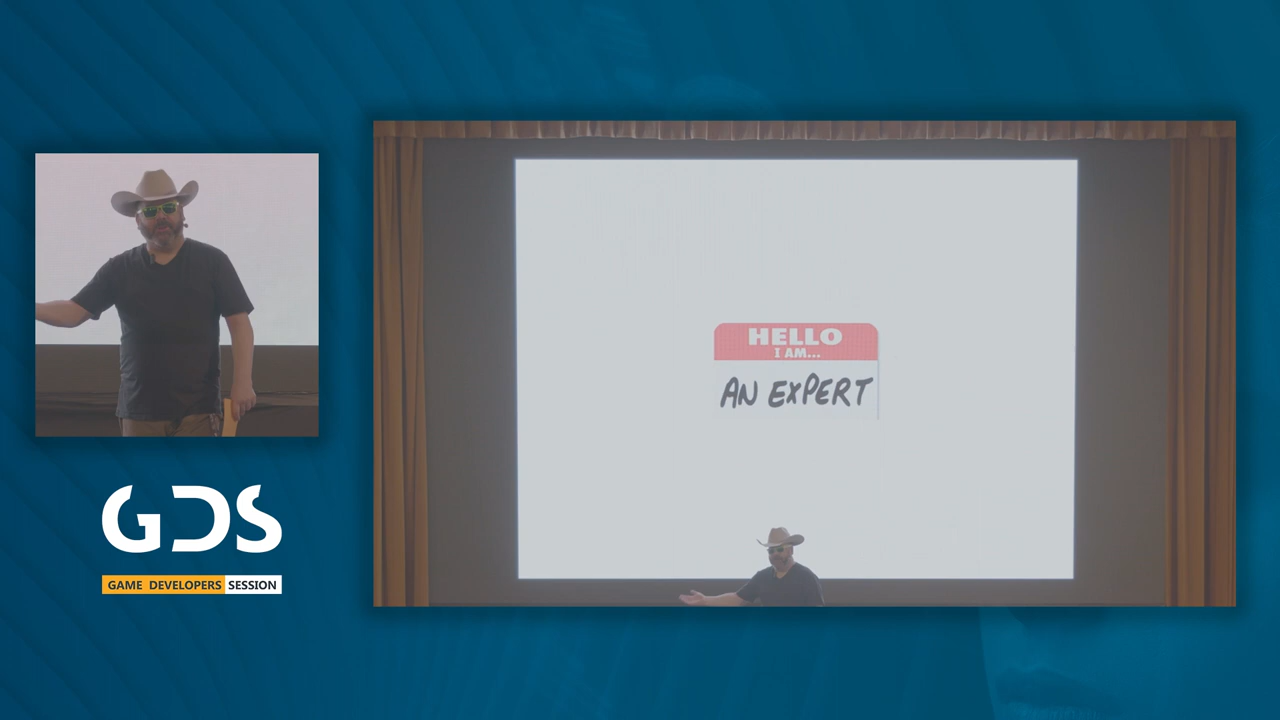 HELLO
I AM...
AN EXPERT
GDS
GAME DEVELOPERS SESSION